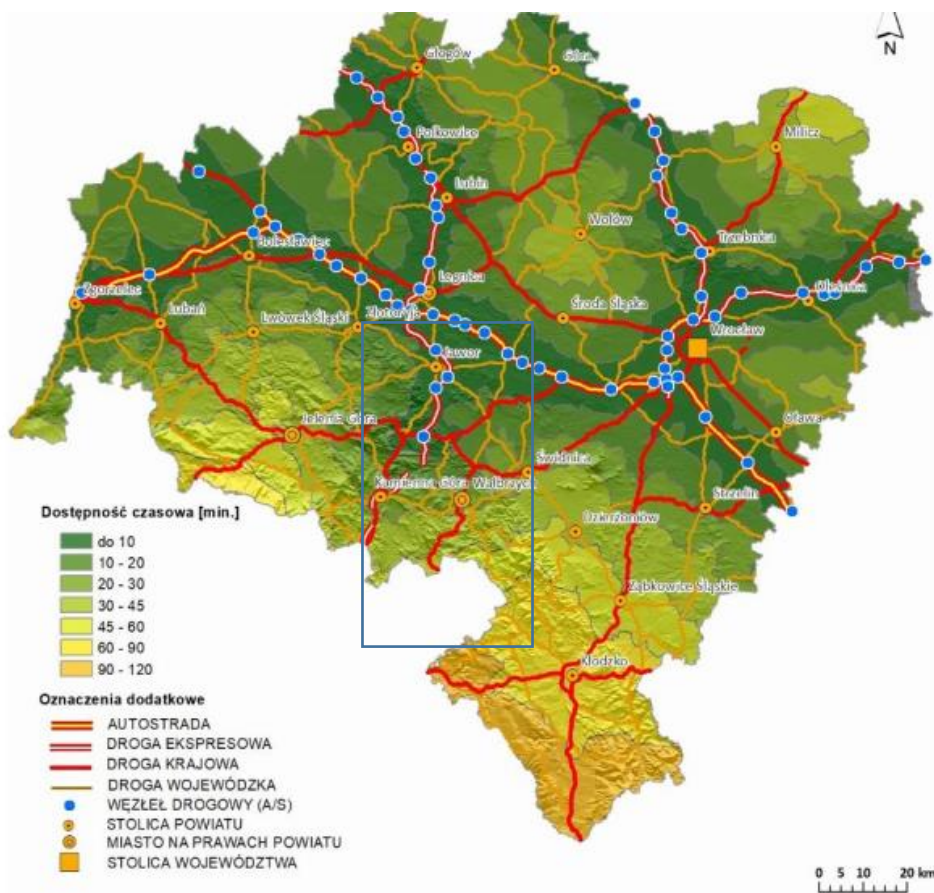 N
Głogów
Góra
Polkowice
Milicz
Lubin
Wołów
Trzebnica
Bolesławiec
Legnica
Oleśnica
Zgorzelec
Złotoryja
Środa Śląska
Lubań
Lwówek Śląski
Wrocław
Jawor
Jelenia Góra
Oława
Świdnica
Kamienna Góra
Wałbrzych
Strzelin
Dzierżoniów
Ząbkowice Śląskie
Kłodzko
Dostępność czasowa [min.]
do 10
10 - 20
20 - 30
30 - 45
45 - 60
60 - 90
90 - 120
Oznaczenia dodatkowe
AUTOSTRADA
DROGA EKSPRESOWA
DROGA KRAJOWA
DROGA WOJEWÓDZKA
WĘZŁEŁ DROGOWY (A/S)
STOLICA POWIATU
MIASTO NA PRAWACH POWIATU
STOLICA WOJEWÓDZTWA
0 5 10 20 km